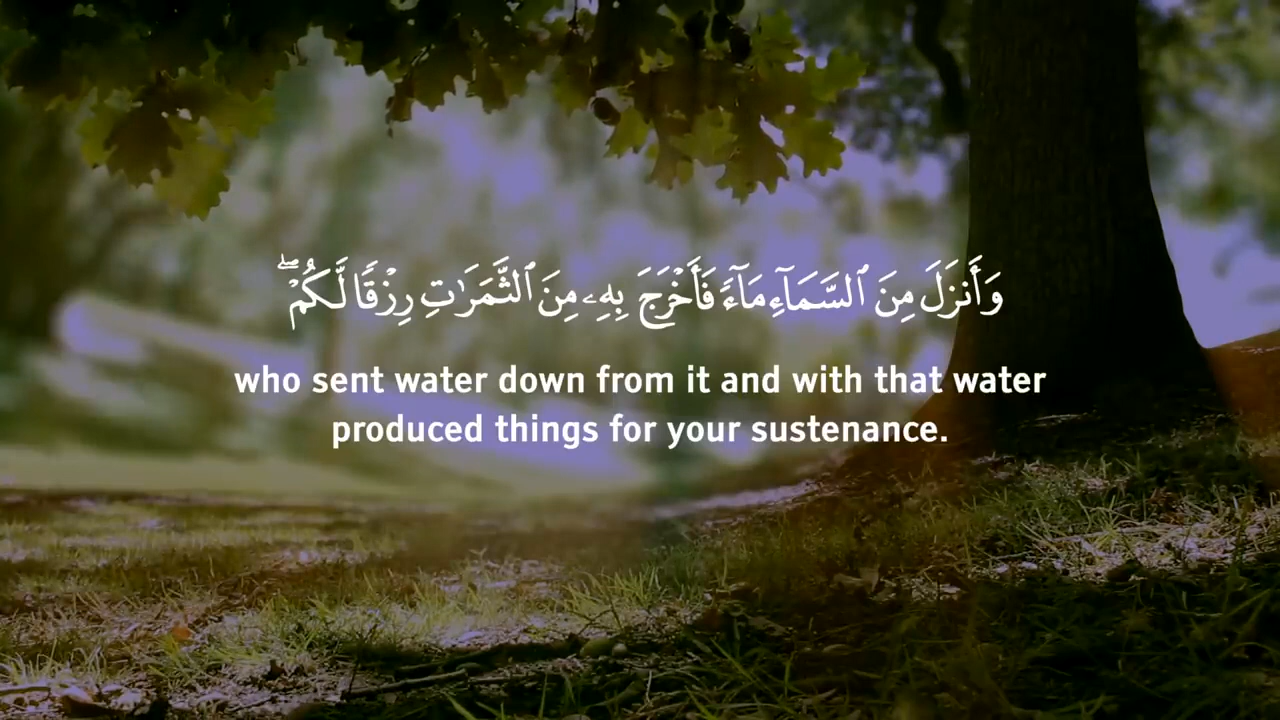 وَأَنزَلَ مِنَ ٱلسَّمَآءِ مَآءً فَأَخْرَجَ بِهِۦ مِنَ ٱلثَّمَرَٰتِ رِزْقًا لَّكُمْ ۖ
who sent water down from it and with that water
produced things for your sustenance.